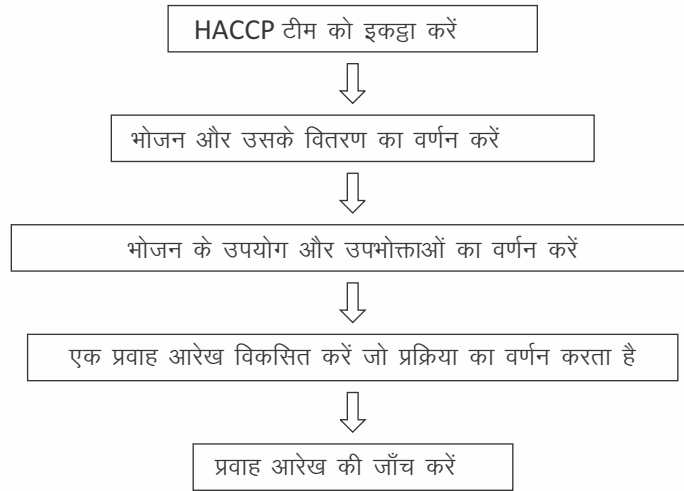 HACCP टीम को इकट्ठा करें
भोजन और उसके वितरण का वर्णन करें
भोजन के उपयोग और उपभोक्ताओं का वर्णन करें
एक प्रवाह आरेख विकसित करें जो प्रक्रिया का वर्णन करता है
प्रवाह आरेख की जाँच करें